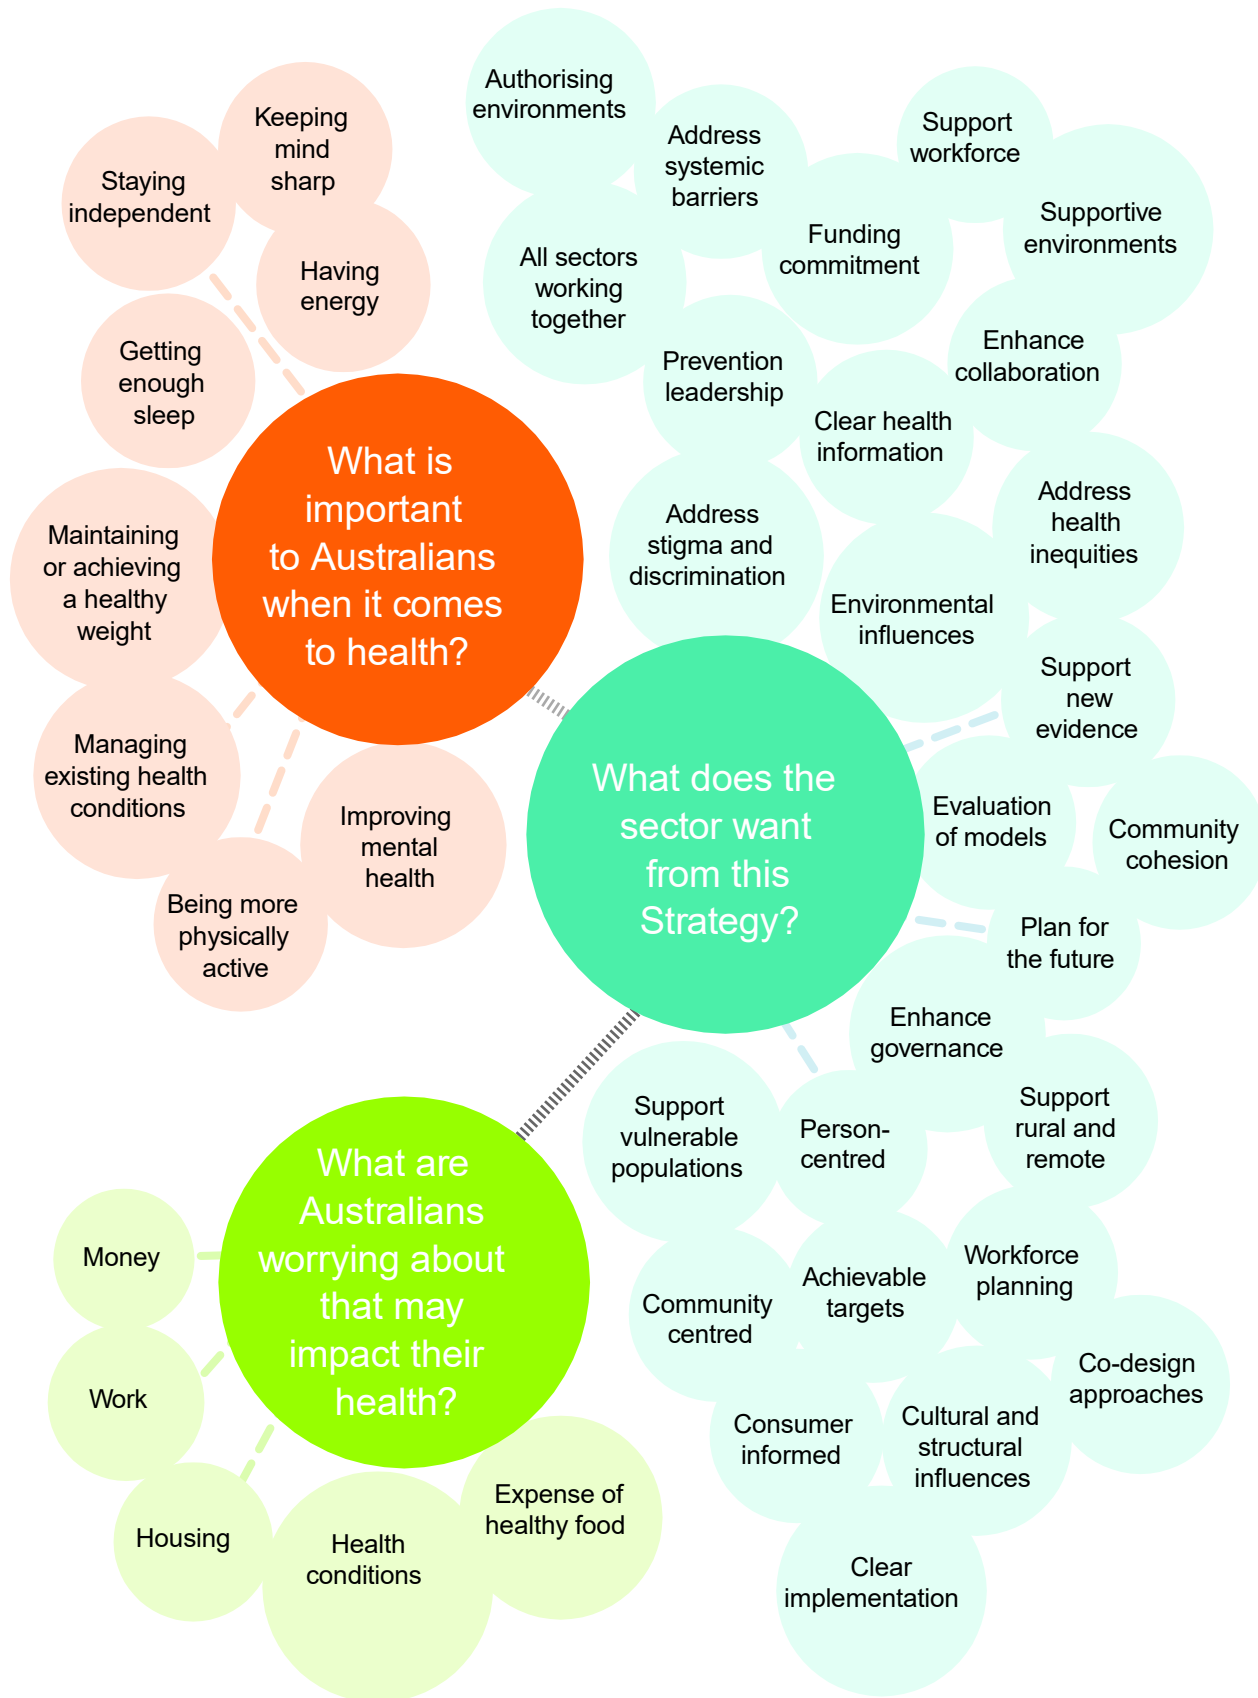 Keeping
mind
sharp
Staying
independent
Having
energy
Getting
enough
sleep
What is
important
to Australians
when it comes
to health?
Maintaining
or achieving
a healthy
weight
Managing
existing health
conditions
Improving
mental
health
Being more
physically
active
Authorising
environments
Address
systemic
barriers
Support
workforce
Supportive
environments
Funding
commitment
All sectors
working
together
Enhance
collaboration
Prevention
leadership
Clear health
information
Address
health
inequities
Address
stigma and
discrimination
Environmental
influences
Support
new
evidence
What does the
sector want
from this
Strategy?
Evaluation
of models
Community
cohesion
Plan for
the future
Enhance
governance
Support
vulnerable
populations
Person-
centred
Support
rural and
remote
Community
centred
Achievable
targets
Workforce
planning
Co-design
approaches
Consumer
informed
Cultural and
structural
influences
Clear
implementation
What are
Australians
worrying about
that may
impact their
health?
Money
Work
Housing
Health
conditions
Expense of
healthy food